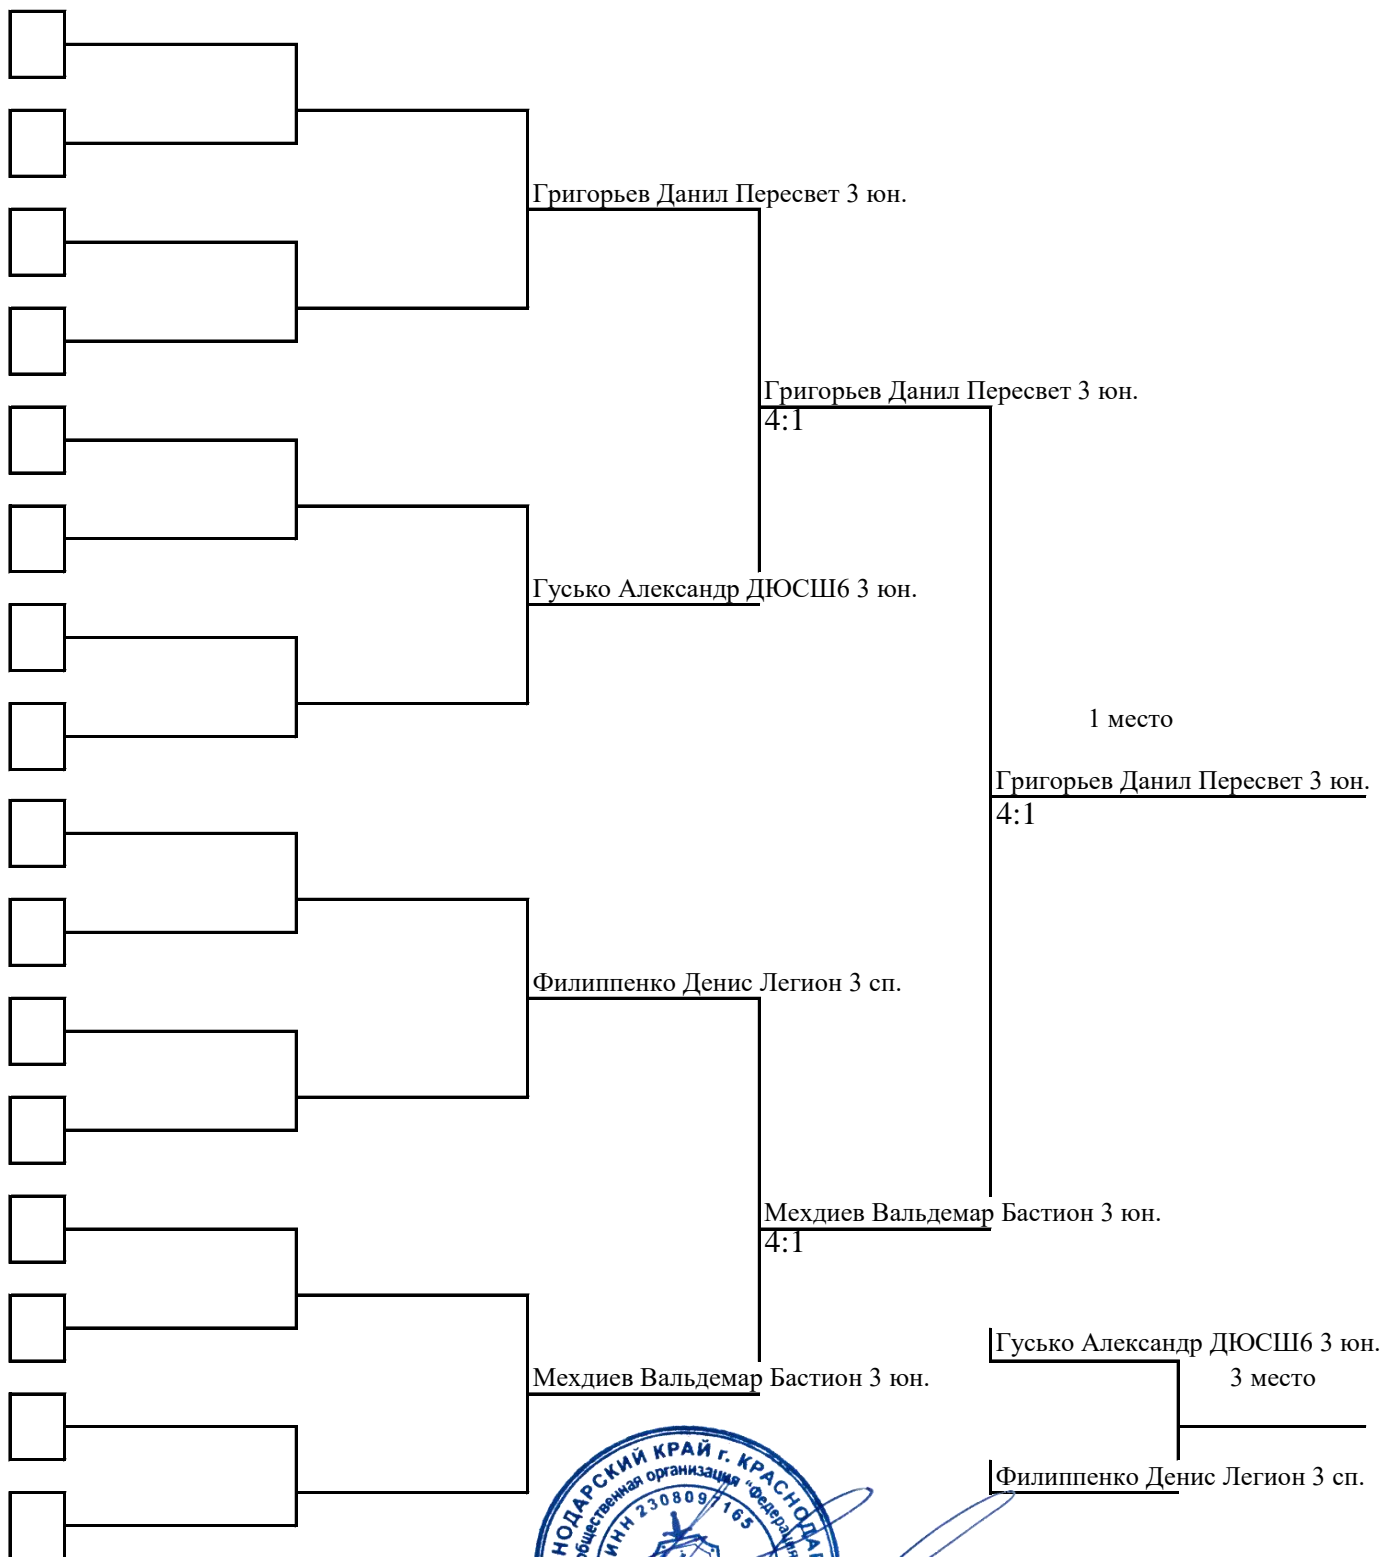 Григорьев Данил Пересвет 3 юн.
Григорьев Данил Пересвет 3 юн.
4:1
Гусько Александр ДЮСШ6 3 юн.
1 место
Григорьев Данил Пересвет 3 юн.
4:1
Филиппенко Денис Легион 3 сп.
Мехдиев Вальдемар Бастион 3 юн.
4:1
Гусько Александр ДЮСШ6 3 юн.
3 место
Мехдиев Вальдемар Бастион 3 юн.
Филиппенко Денис Легион 3 сп.
НОДАРСКИЙ КРАЙ г. КРАСНОДАР
общественная организация "Федерация
ИНН 2308097165